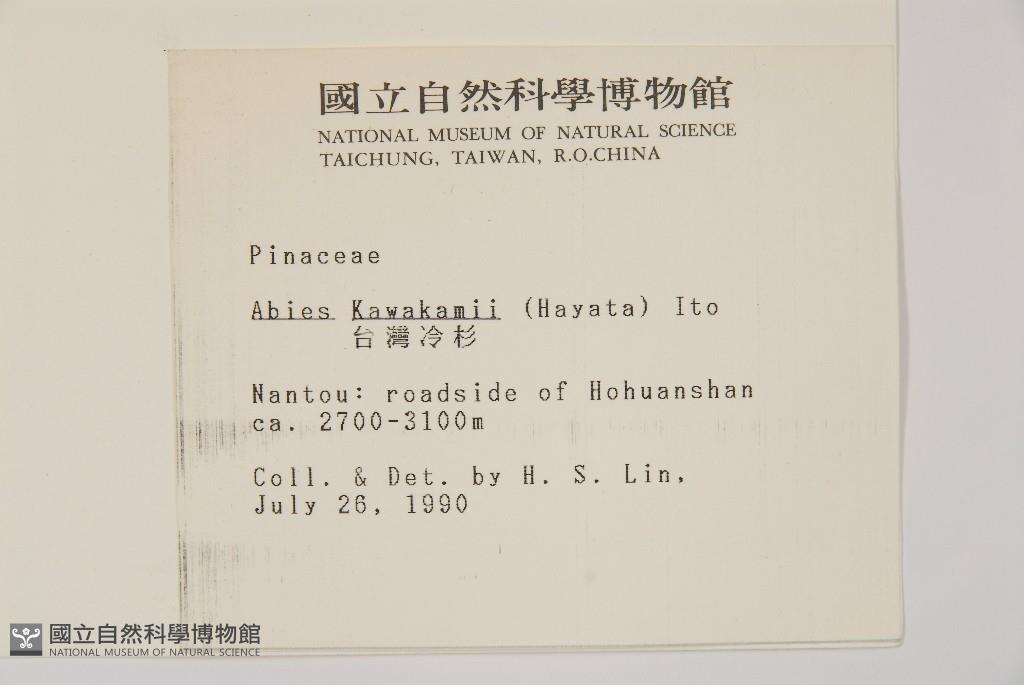 國立自然科學博物館
NATIONAL MUSEUM OF NATURAL SCIENCE
TAICHUNG, TAIWAN, R.O.CHINA
Pinaceae
Abies Kawakamii (Hayata) Ito
台灣冷杉
Nantou: roadside of Hohuanshan
ca. 2700-3100m
Coll. & Det. by H. S. Lin,
July 26, 1990
國立自然科學博物館
NATIONAL MUSEUM OF NATURAL SCIENCE